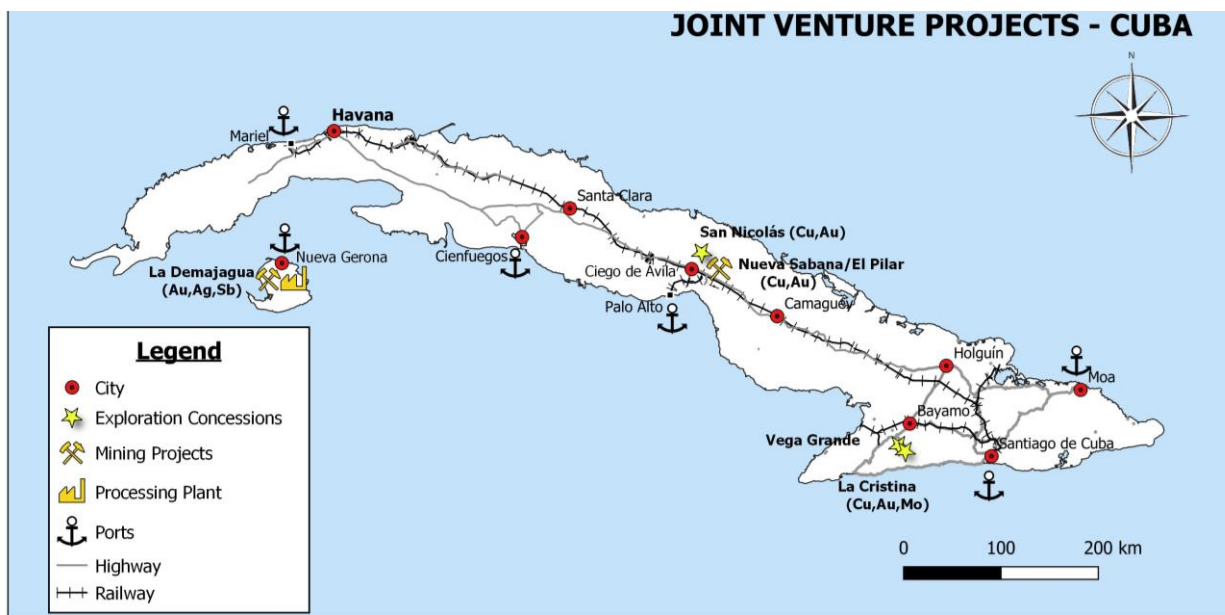 JOINT VENTURE PROJECTS - CUBA
N
Havana
Mariel
Santa Clara
San Nicolás (Cu,Au)
Nueva Gerona
Cienfuegos
Ciego de Ávila
Nueva Sabana/El Pilar
(Cu,Au)
La Demajagua
(Au,Ag,Sb)
Palo Alto
Camaguey
Holguín
Moa
Bayamo
Vega Grande
Santiago de Cuba
La Cristina
(Cu,Au,Mo)
Legend
City
Exploration Concessions
Mining Projects
Processing Plant
Ports
Highway
Railway
0 100 200 km